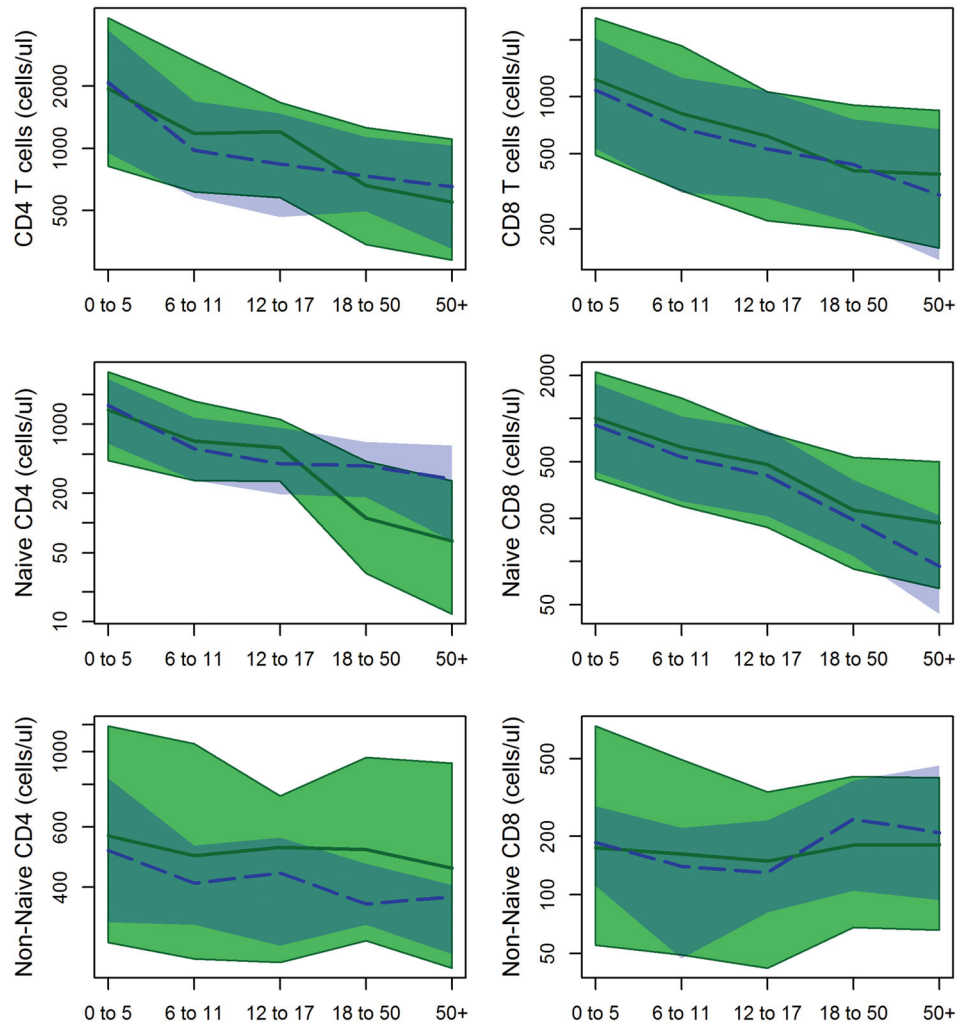 CD4 T cells (cells/ul)
2000
1000
500
0 to 5 6 to 11 12 to 17 18 to 50 50+
CD8 T cells (cells/ul)
1000
500
200
0 to 5 6 to 11 12 to 17 18 to 50 50+
Naive CD4 (cells/ul)
1000
200
50
10
0 to 5 6 to 11 12 to 17 18 to 50 50+
Naive CD8 (cells/ul)
2000
500
200
50
0 to 5 6 to 11 12 to 17 18 to 50 50+
Non-Naive CD4 (cells/ul)
1000
600
400
0 to 5 6 to 11 12 to 17 18 to 50 50+
Non-Naive CD8 (cells/ul)
500
200
100
50
0 to 5 6 to 11 12 to 17 18 to 50 50+